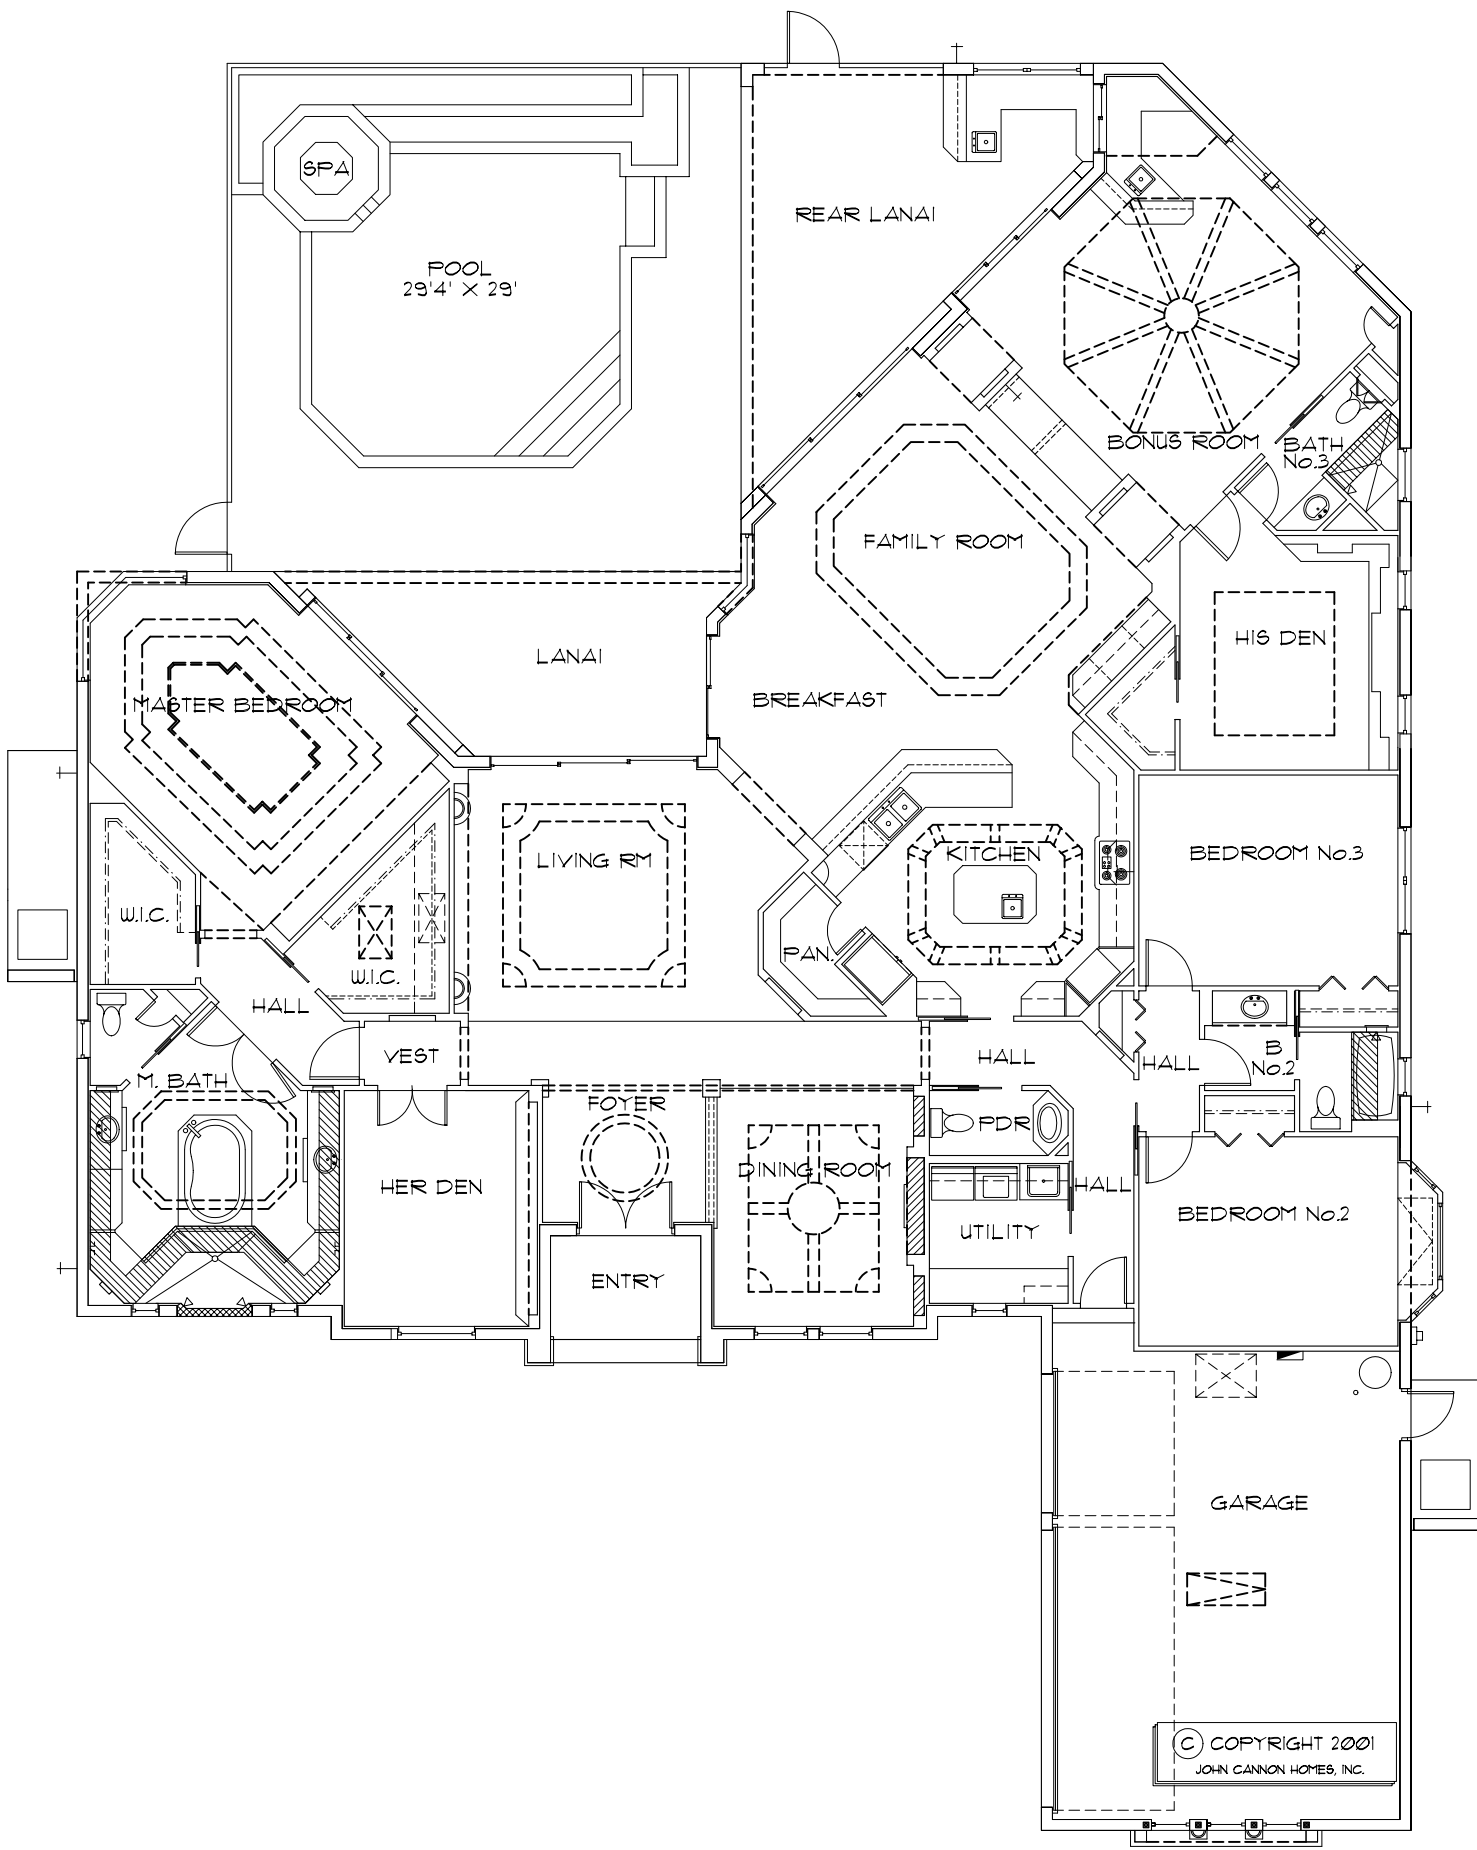 SPA
REAR LANAI
POOL
29'4' X 29'
BONUS ROOM
BATH
No.3
FAMILY ROOM
HIS DEN
LANAI
BREAKFAST
MASTER BEDROOM
LIVING RM
KITCHEN
BEDROOM No.3
W.I.C.
PAN.
W.I.C.
HALL
VEST
HALL
HALL
B
No.2
M. BATH
FOYER
PDR
DINING ROOM
HER DEN
HALL
BEDROOM No.2
UTILITY
ENTRY
GARAGE
C COPYRIGHT 2001
JOHN CANNON HOMES, INC.